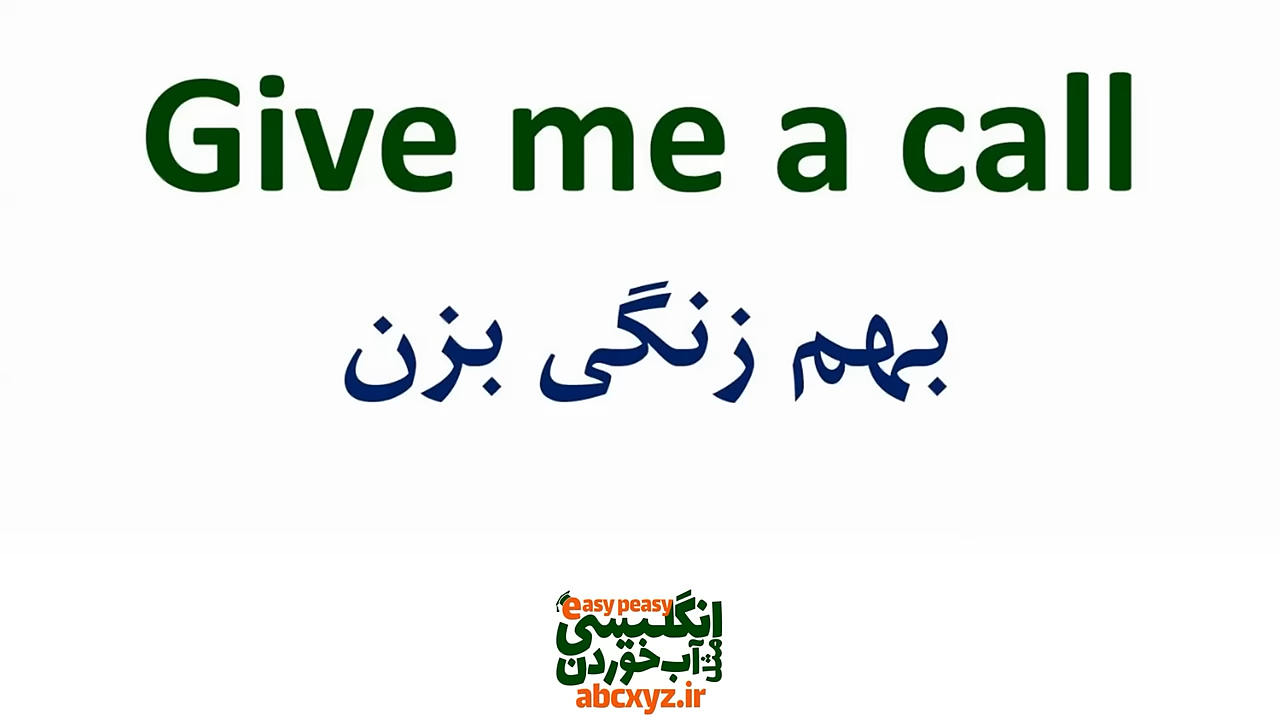 Give me a call
بهم زنگی بزن
easy peasy
انگلیسی
مثل آب خوردن
abcxyz.ir